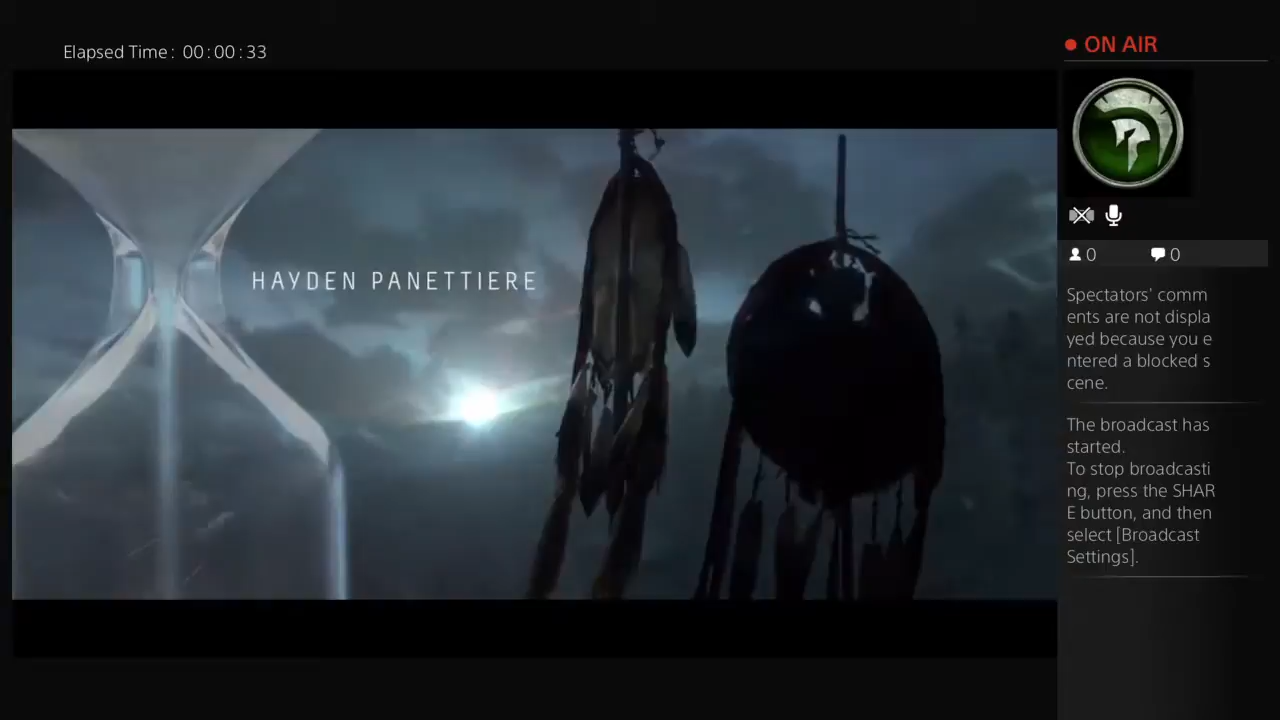 Elapsed Time: 00:00:33
ON AIR
HAYDEN PANETTIERE
0 0
Spectators' comm
ents are not displa
yed because you e
ntered a blocked s
cene.
The broadcast has
started.
To stop broadcasti
ng, press the SHAR
E button, and then
select [Broadcast
Settings].